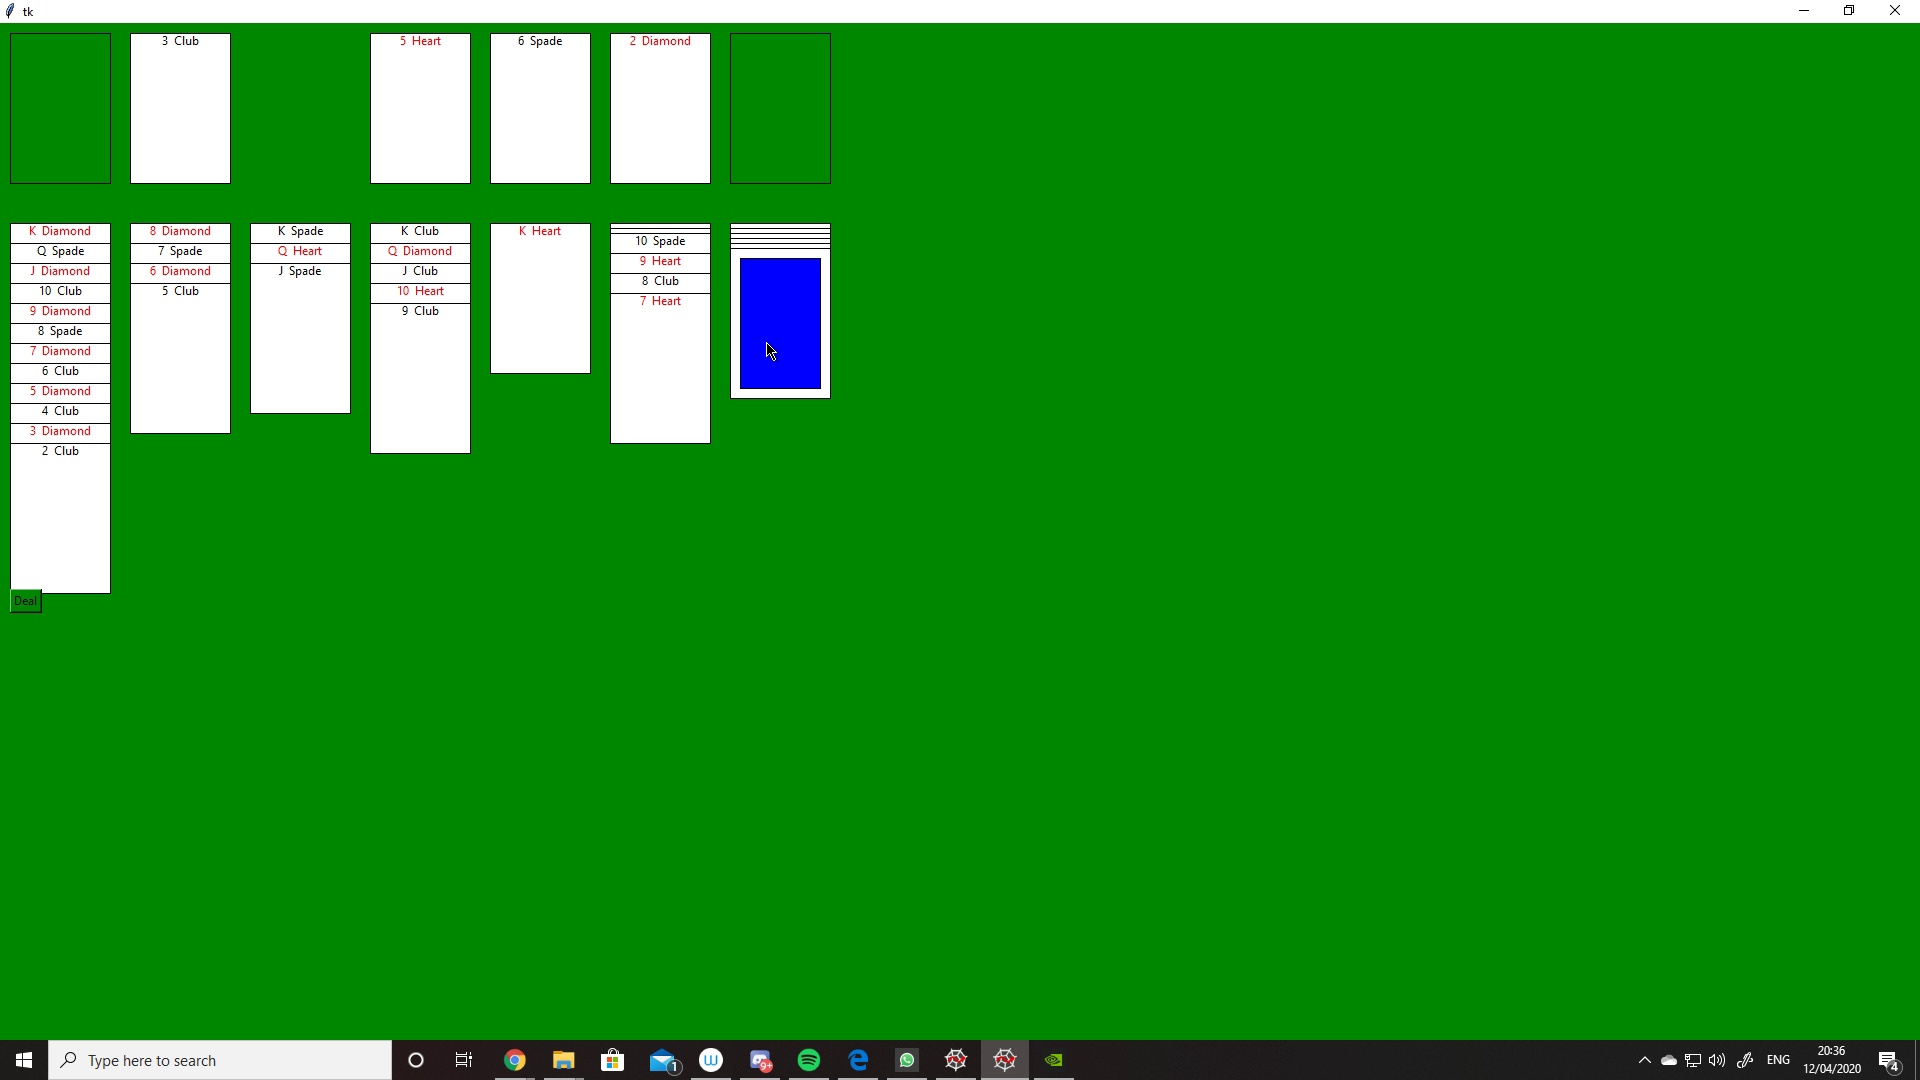 tk
3 Club
5 Heart
6 Spade
2 Diamond
K Diamond
Q Spade
J Diamond
10 Club
9 Diamond
8 Spade
7 Diamond
6 Club
5 Diamond
4 Club
3 Diamond
2 Club
8 Diamond
7 Spade
6 Diamond
5 Club
K Spade
Q Heart
J Spade
K Club
Q Diamond
J Club
10 Heart
9 Club
K Heart
10 Spade
9 Heart
8 Club
7 Heart
Deal
Type here to search
1
W
9+
ENG
20:36
12/04/2020
4